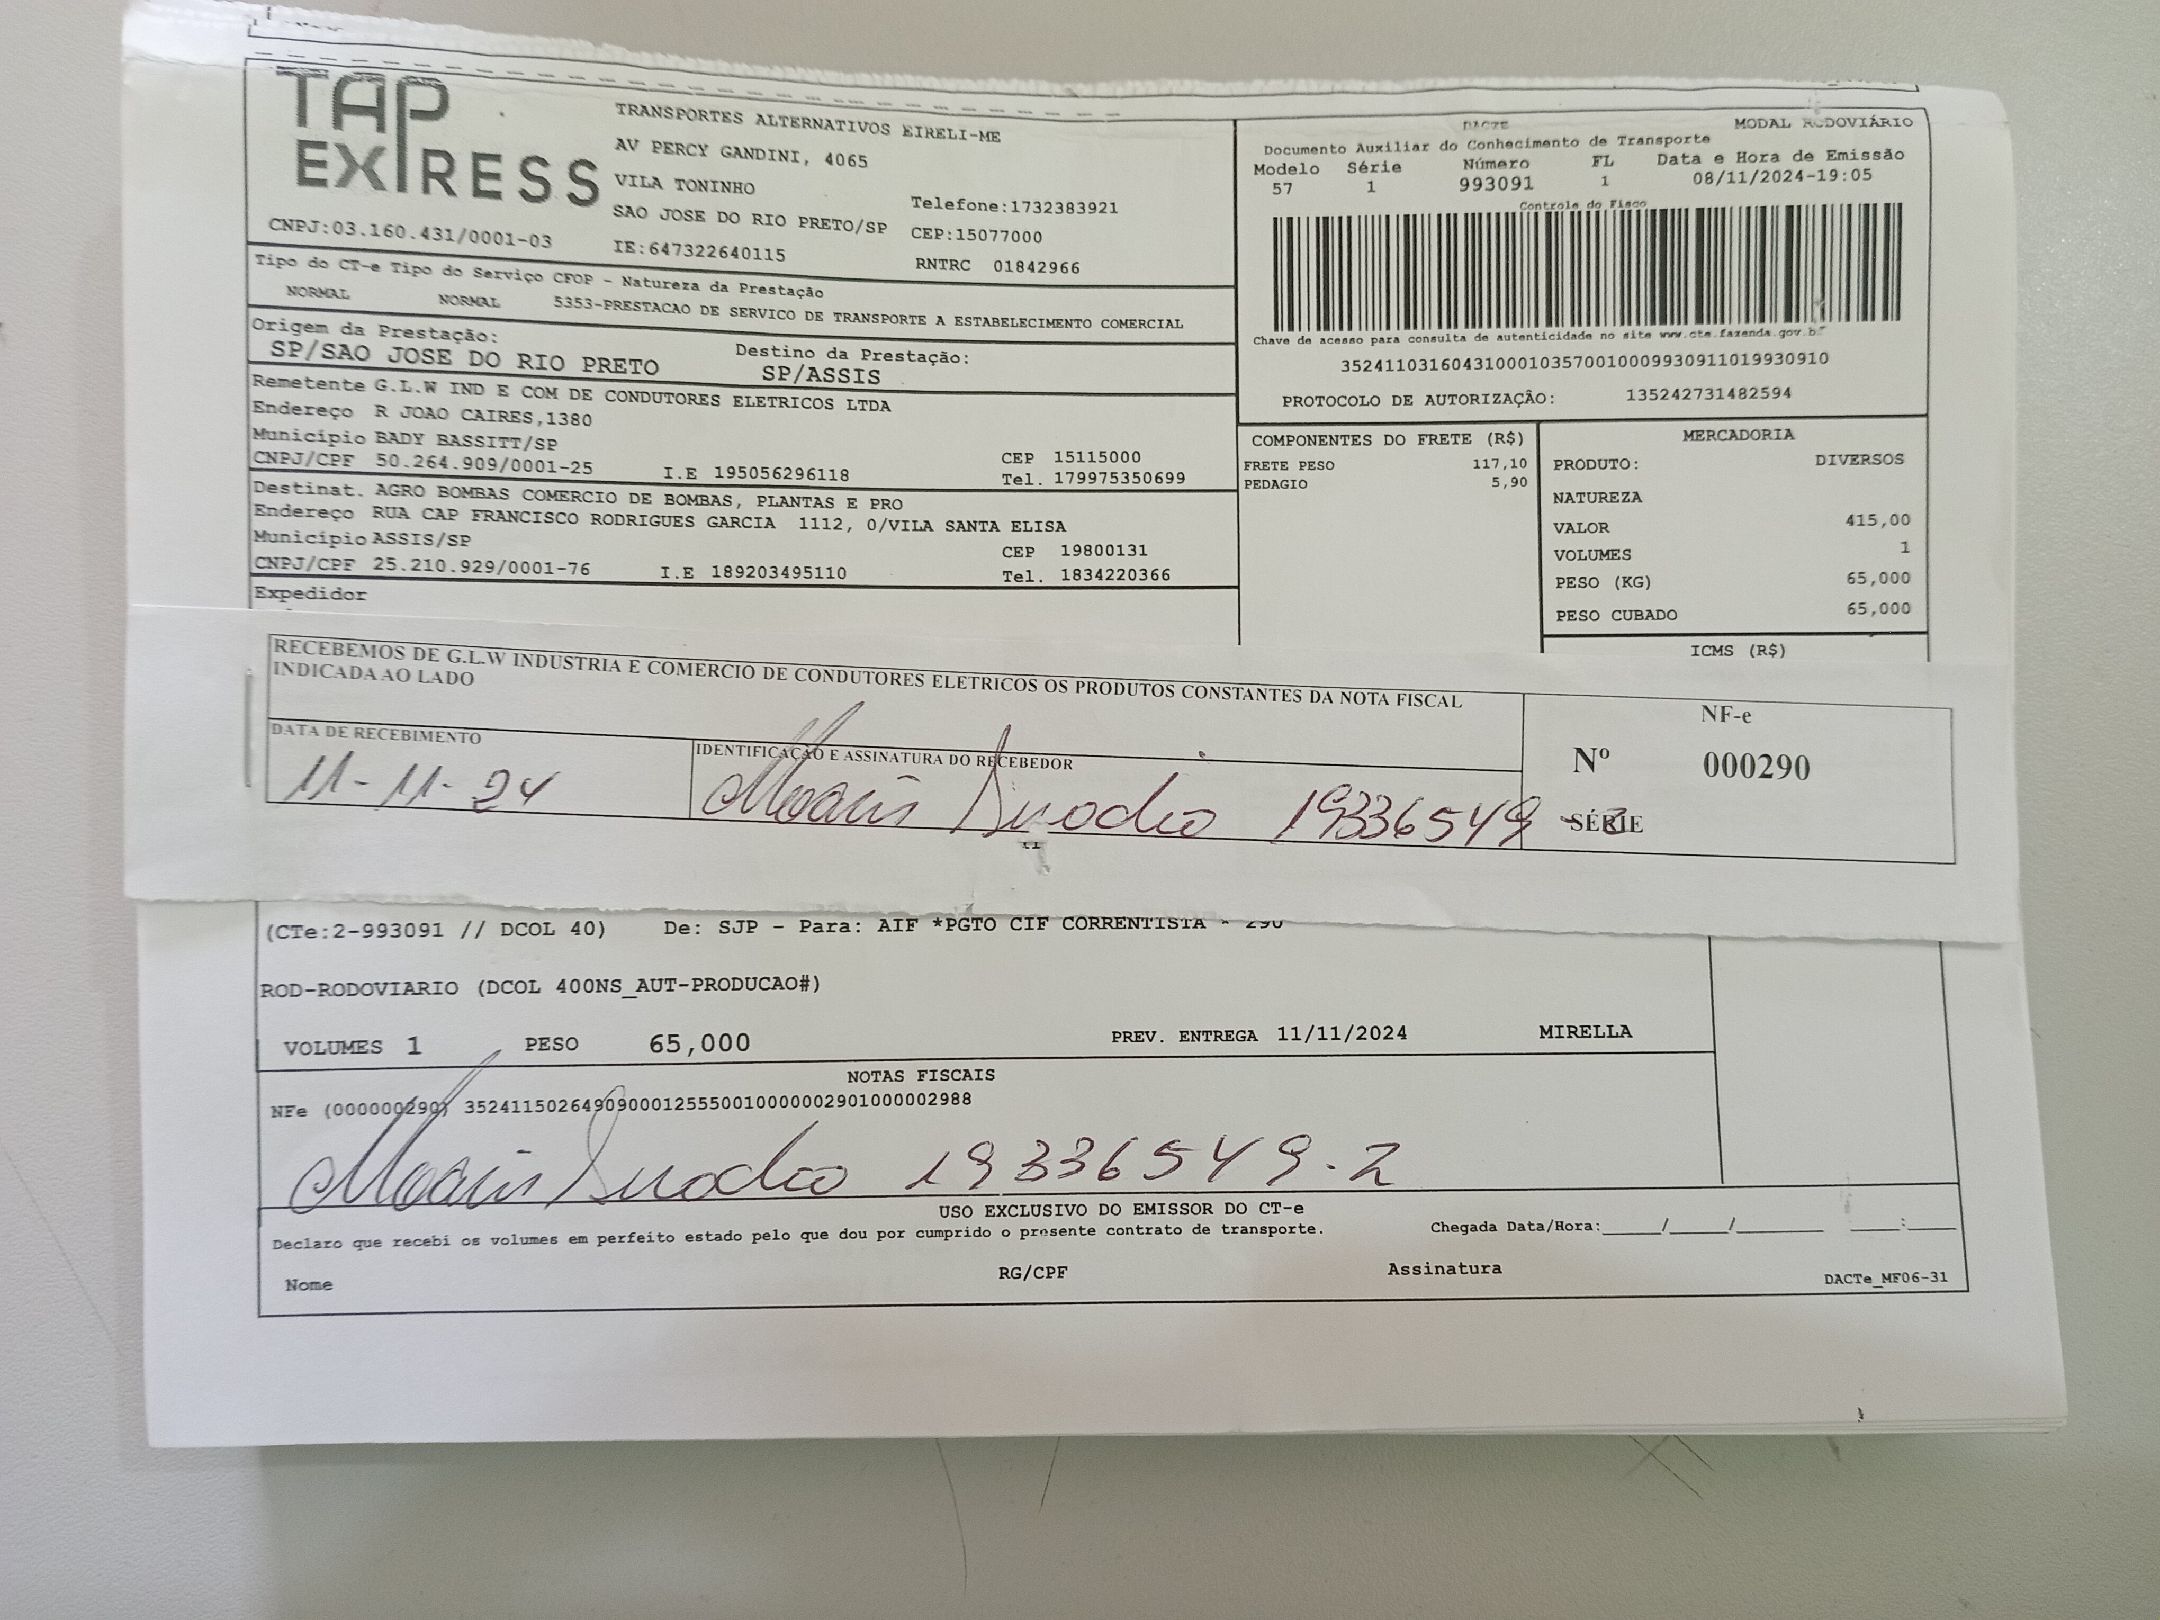 TAP EXPRESS
CNPJ:03.160.431/0001-03
TRANSPORTES ALTERNATIVOS EIRELI-ME
AV PERCY GANDINI, 4065
VILA TONINHO
SAO JOSE DO RIO PRETO/SP
IE:647322640115
Telefone:1732383921
CEP:15077000
RNTRC 01842966
DACTE MODAL RODOVIÁRIO
Documento Auxiliar do Conhecimento de Transporte
Modelo Série Número FL Data e Hora de Emissão
57 1 993091 1 08/11/2024-19:05
Controle do Fisco
Chave de acesso para consulta de autenticidade no site www.cte.fazenda.gov.br
35241103160431000103570010009930911019930910
PROTOCOLO DE AUTORIZAÇÃO: 135242731482594
Tipo do CT-e Tipo do Serviço CFOP - Natureza da Prestação
NORMAL NORMAL 5353-PRESTACAO DE SERVICO DE TRANSPORTE A ESTABELECIMENTO COMERCIAL
Origem da Prestação: Destino da Prestação:
SP/SAO JOSE DO RIO PRETO SP/ASSIS
Remetente G.L.W IND E COM DE CONDUTORES ELETRICOS LTDA
Endereço R JOAO CAIRES,1380
Município BADY BASSITT/SP CEP 15115000
CNPJ/CPF 50.264.909/0001-25 I.E 195056296118 Tel. 179975350699
Destinat. AGRO BOMBAS COMERCIO DE BOMBAS, PLANTAS E PRO
Endereço RUA CAP FRANCISCO RODRIGUES GARCIA 1112, 0/VILA SANTA ELISA
Município ASSIS/SP CEP 19800131
CNPJ/CPF 25.210.929/0001-76 I.E 189203495110 Tel. 1834220366
Expedidor
COMPONENTES DO FRETE (R$)
FRETE PESO 117,10
PEDAGIO 5,90
MERCADORIA
PRODUTO: DIVERSOS
NATUREZA
VALOR 415,00
VOLUMES 1
PESO (KG) 65,000
PESO CUBADO 65,000
ICMS (R$)
RECEBEMOS DE G.L.W INDUSTRIA E COMERCIO DE CONDUTORES ELETRICOS OS PRODUTOS CONSTANTES DA NOTA FISCAL
INDICADA AO LADO
DATA DE RECEBIMENTO
11-11-24
IDENTIFICAÇÃO E ASSINATURA DO RECEBEDOR
19336549-2
NF-e
Nº 000290
SÉRIE
(CTe:2-993091 // DCOL 40) De: SJP - Para: AIF *PGTO CIF CORRENTISTA - 290
ROD-RODOVIARIO (DCOL 400NS_AUT-PRODUCAO#)
VOLUMES 1 PESO 65,000 PREV. ENTREGA 11/11/2024 MIRELLA
NOTAS FISCAIS
NFe (000000290) 35241150264909000125550010000002901000002988
19336549-2
USO EXCLUSIVO DO EMISSOR DO CT-e
Declaro que recebi os volumes em perfeito estado pelo que dou por cumprido o presente contrato de transporte. Chegada Data/Hora:____/____/______ ____:____
Nome RG/CPF Assinatura
DACTe_MF06-31